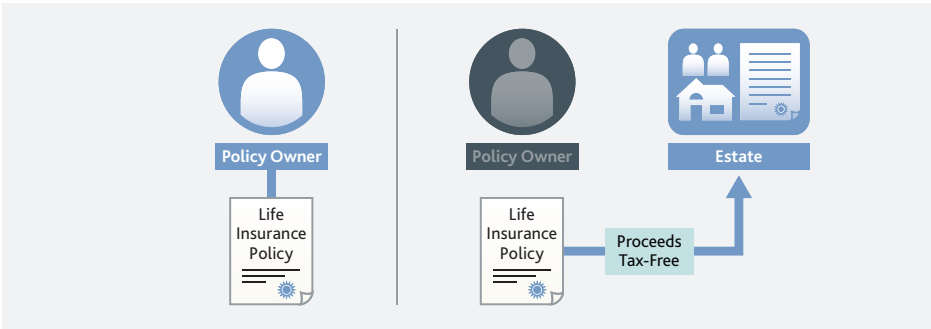 Policy Owner
Life
Insurance
Policy
Policy Owner
Estate
Life
Insurance
Policy
Proceeds
Tax-Free